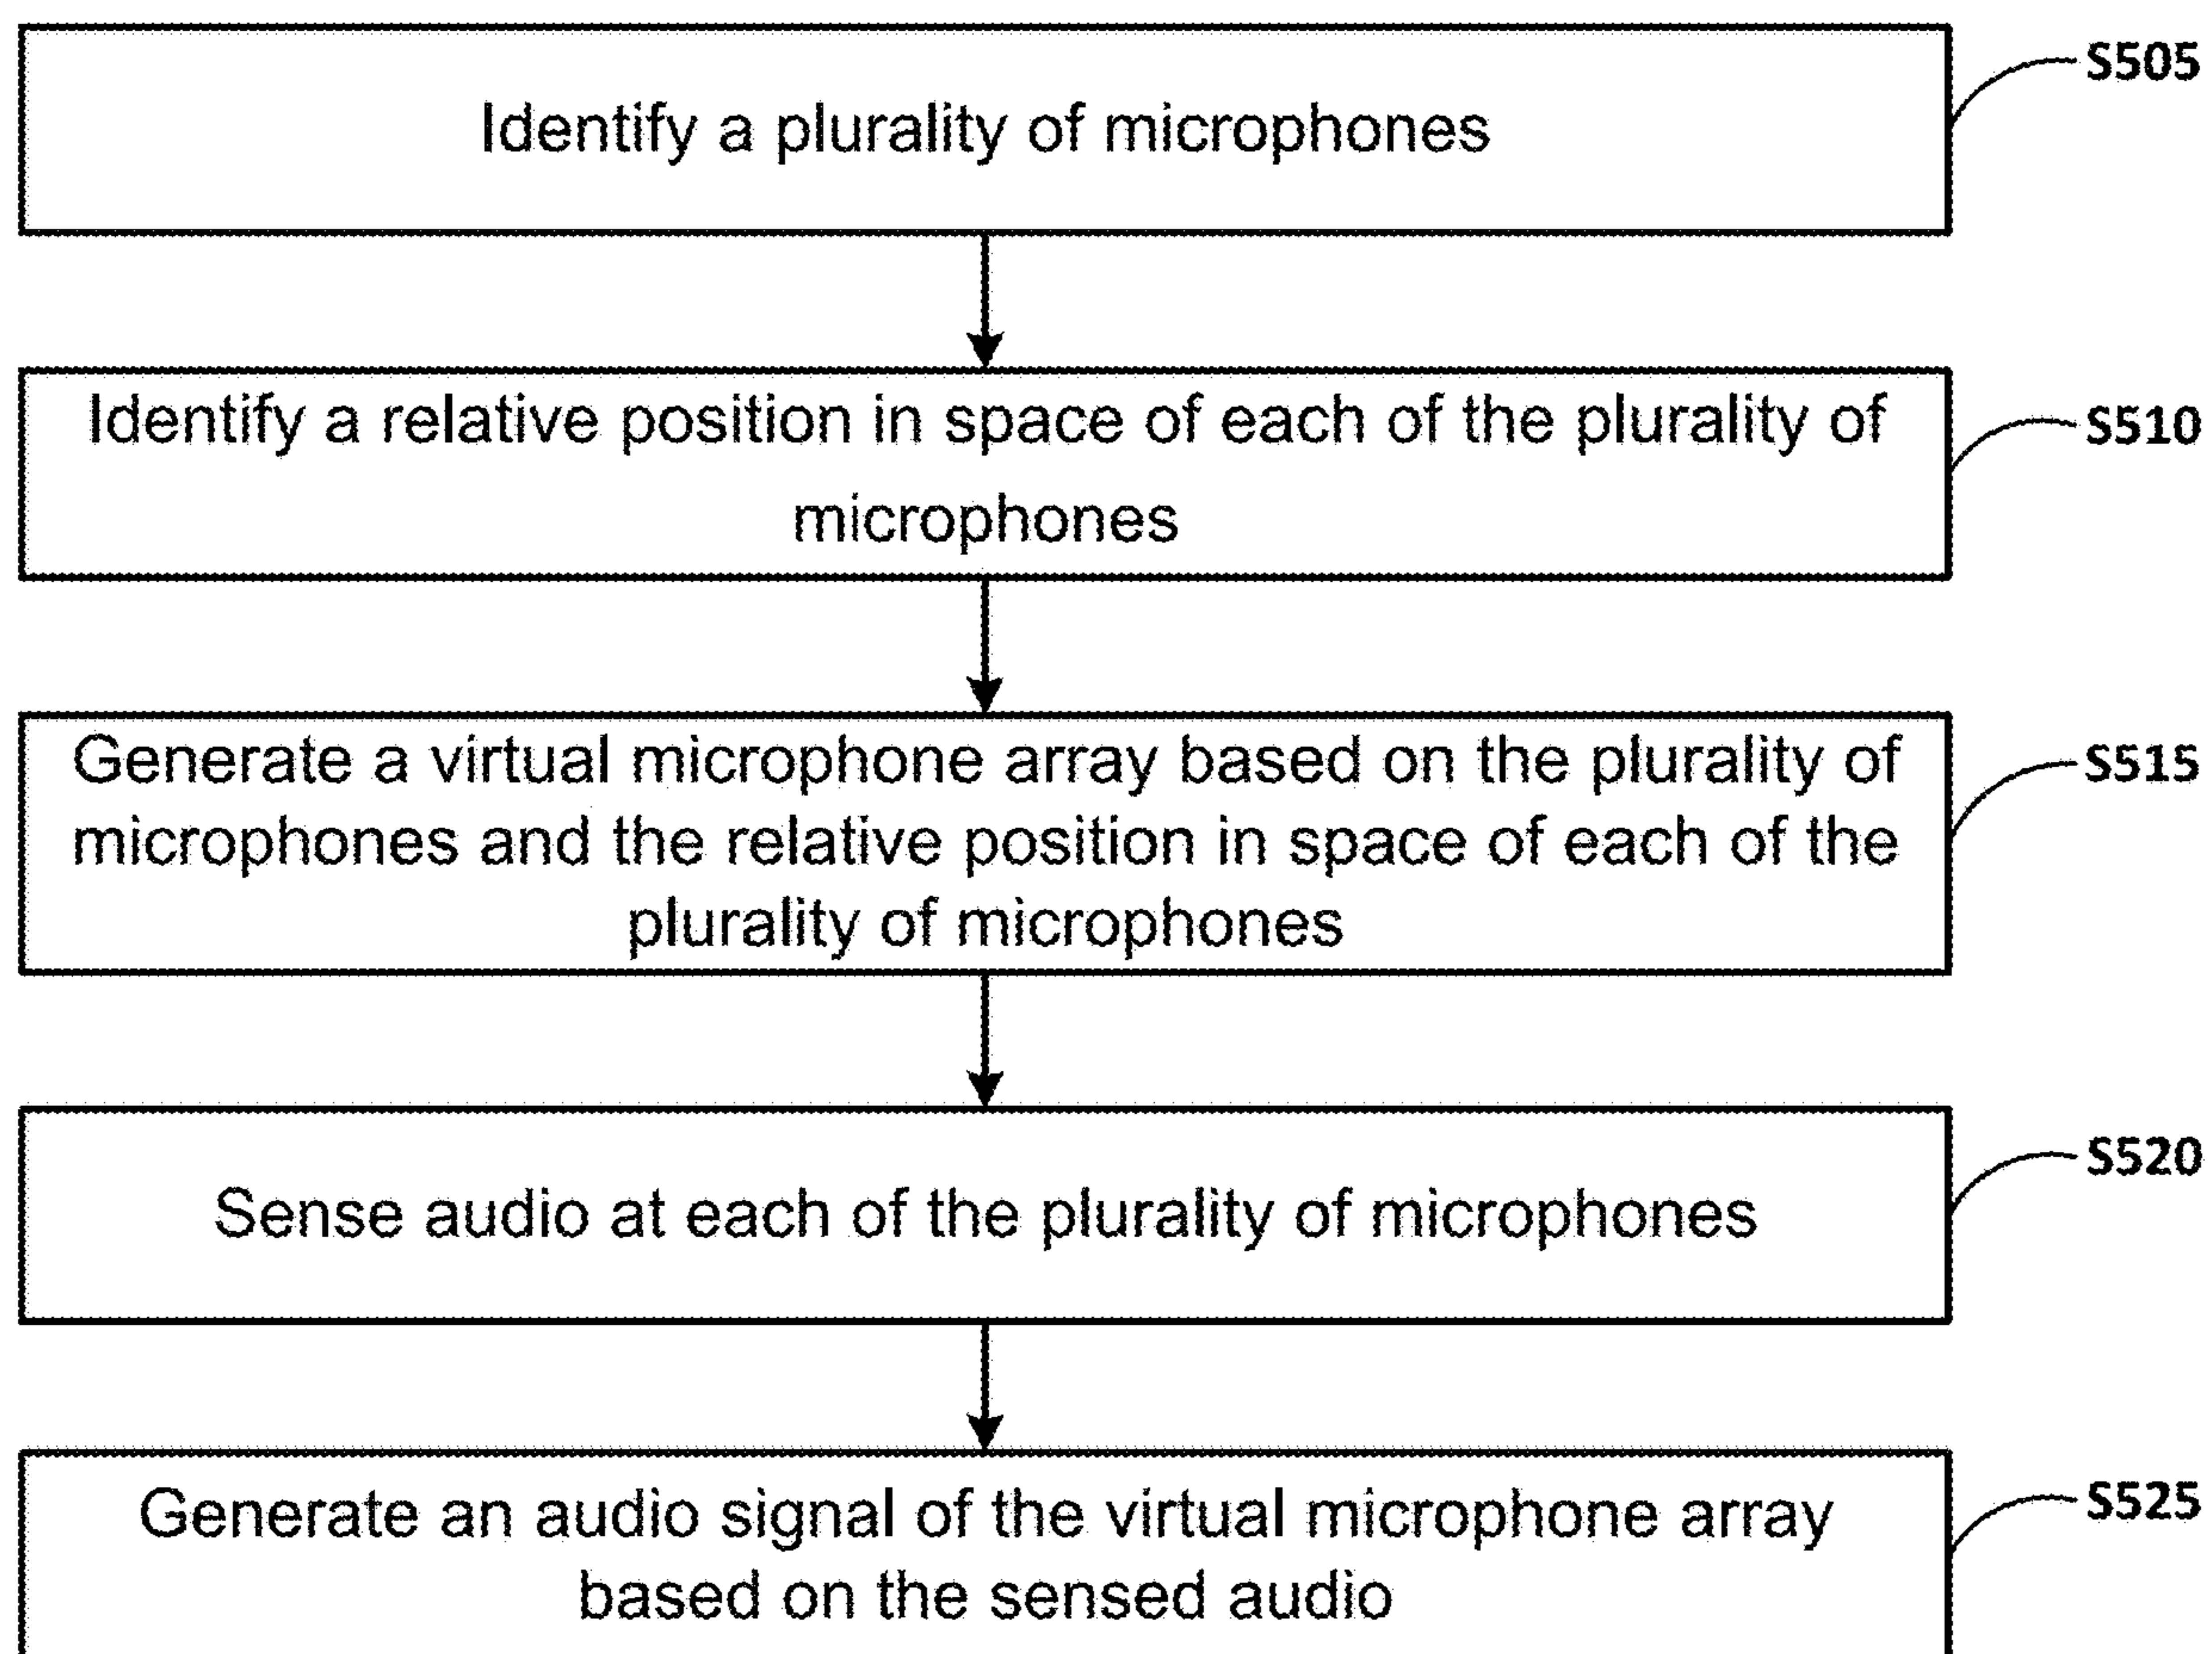 Identify a plurality of microphones
S505
Identify a relative position in space of each of the plurality of
microphones
S510
Generate a virtual microphone array based on the plurality of
microphones and the relative position in space of each of the
plurality of microphones
S515
Sense audio at each of the plurality of microphones
S520
Generate an audio signal of the virtual microphone array
based on the sensed audio
S525